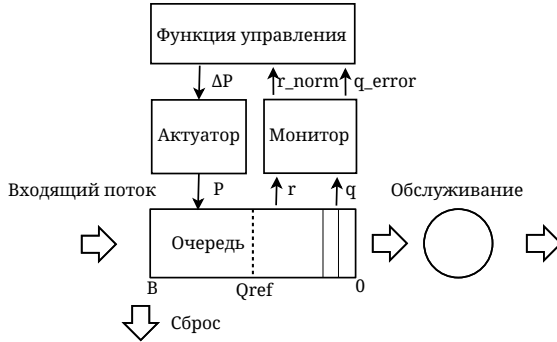 Функция управления
ΔP
r_norm
q_error
Актуатор
Монитор
Входящий поток
P
r
q
Обслуживание
Очередь
B
Qref
0
Сброс